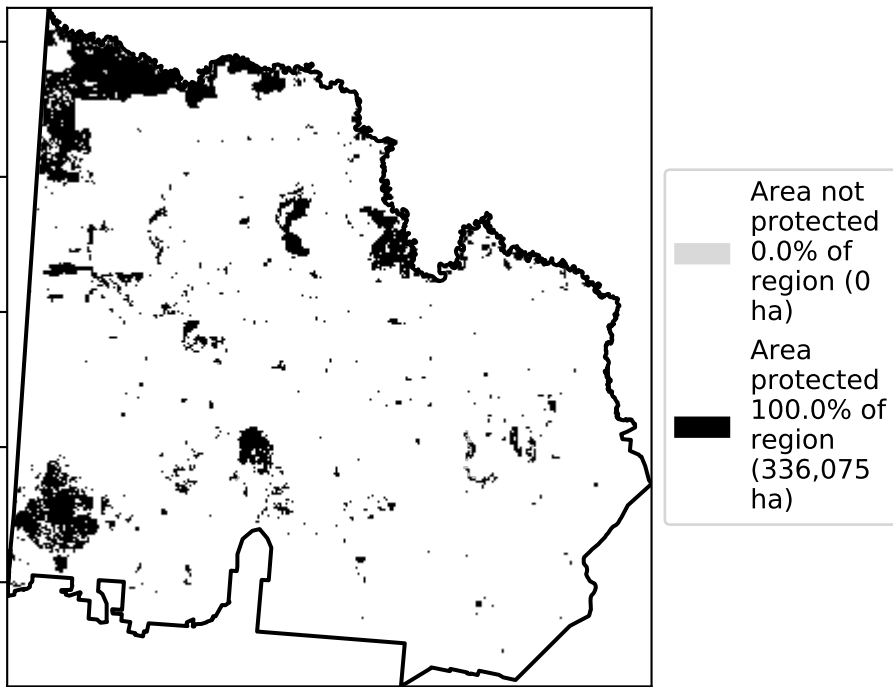 Area not
protected
0.0% of
region (0
ha)
Area
protected
100.0% of
region
(336,075
ha)